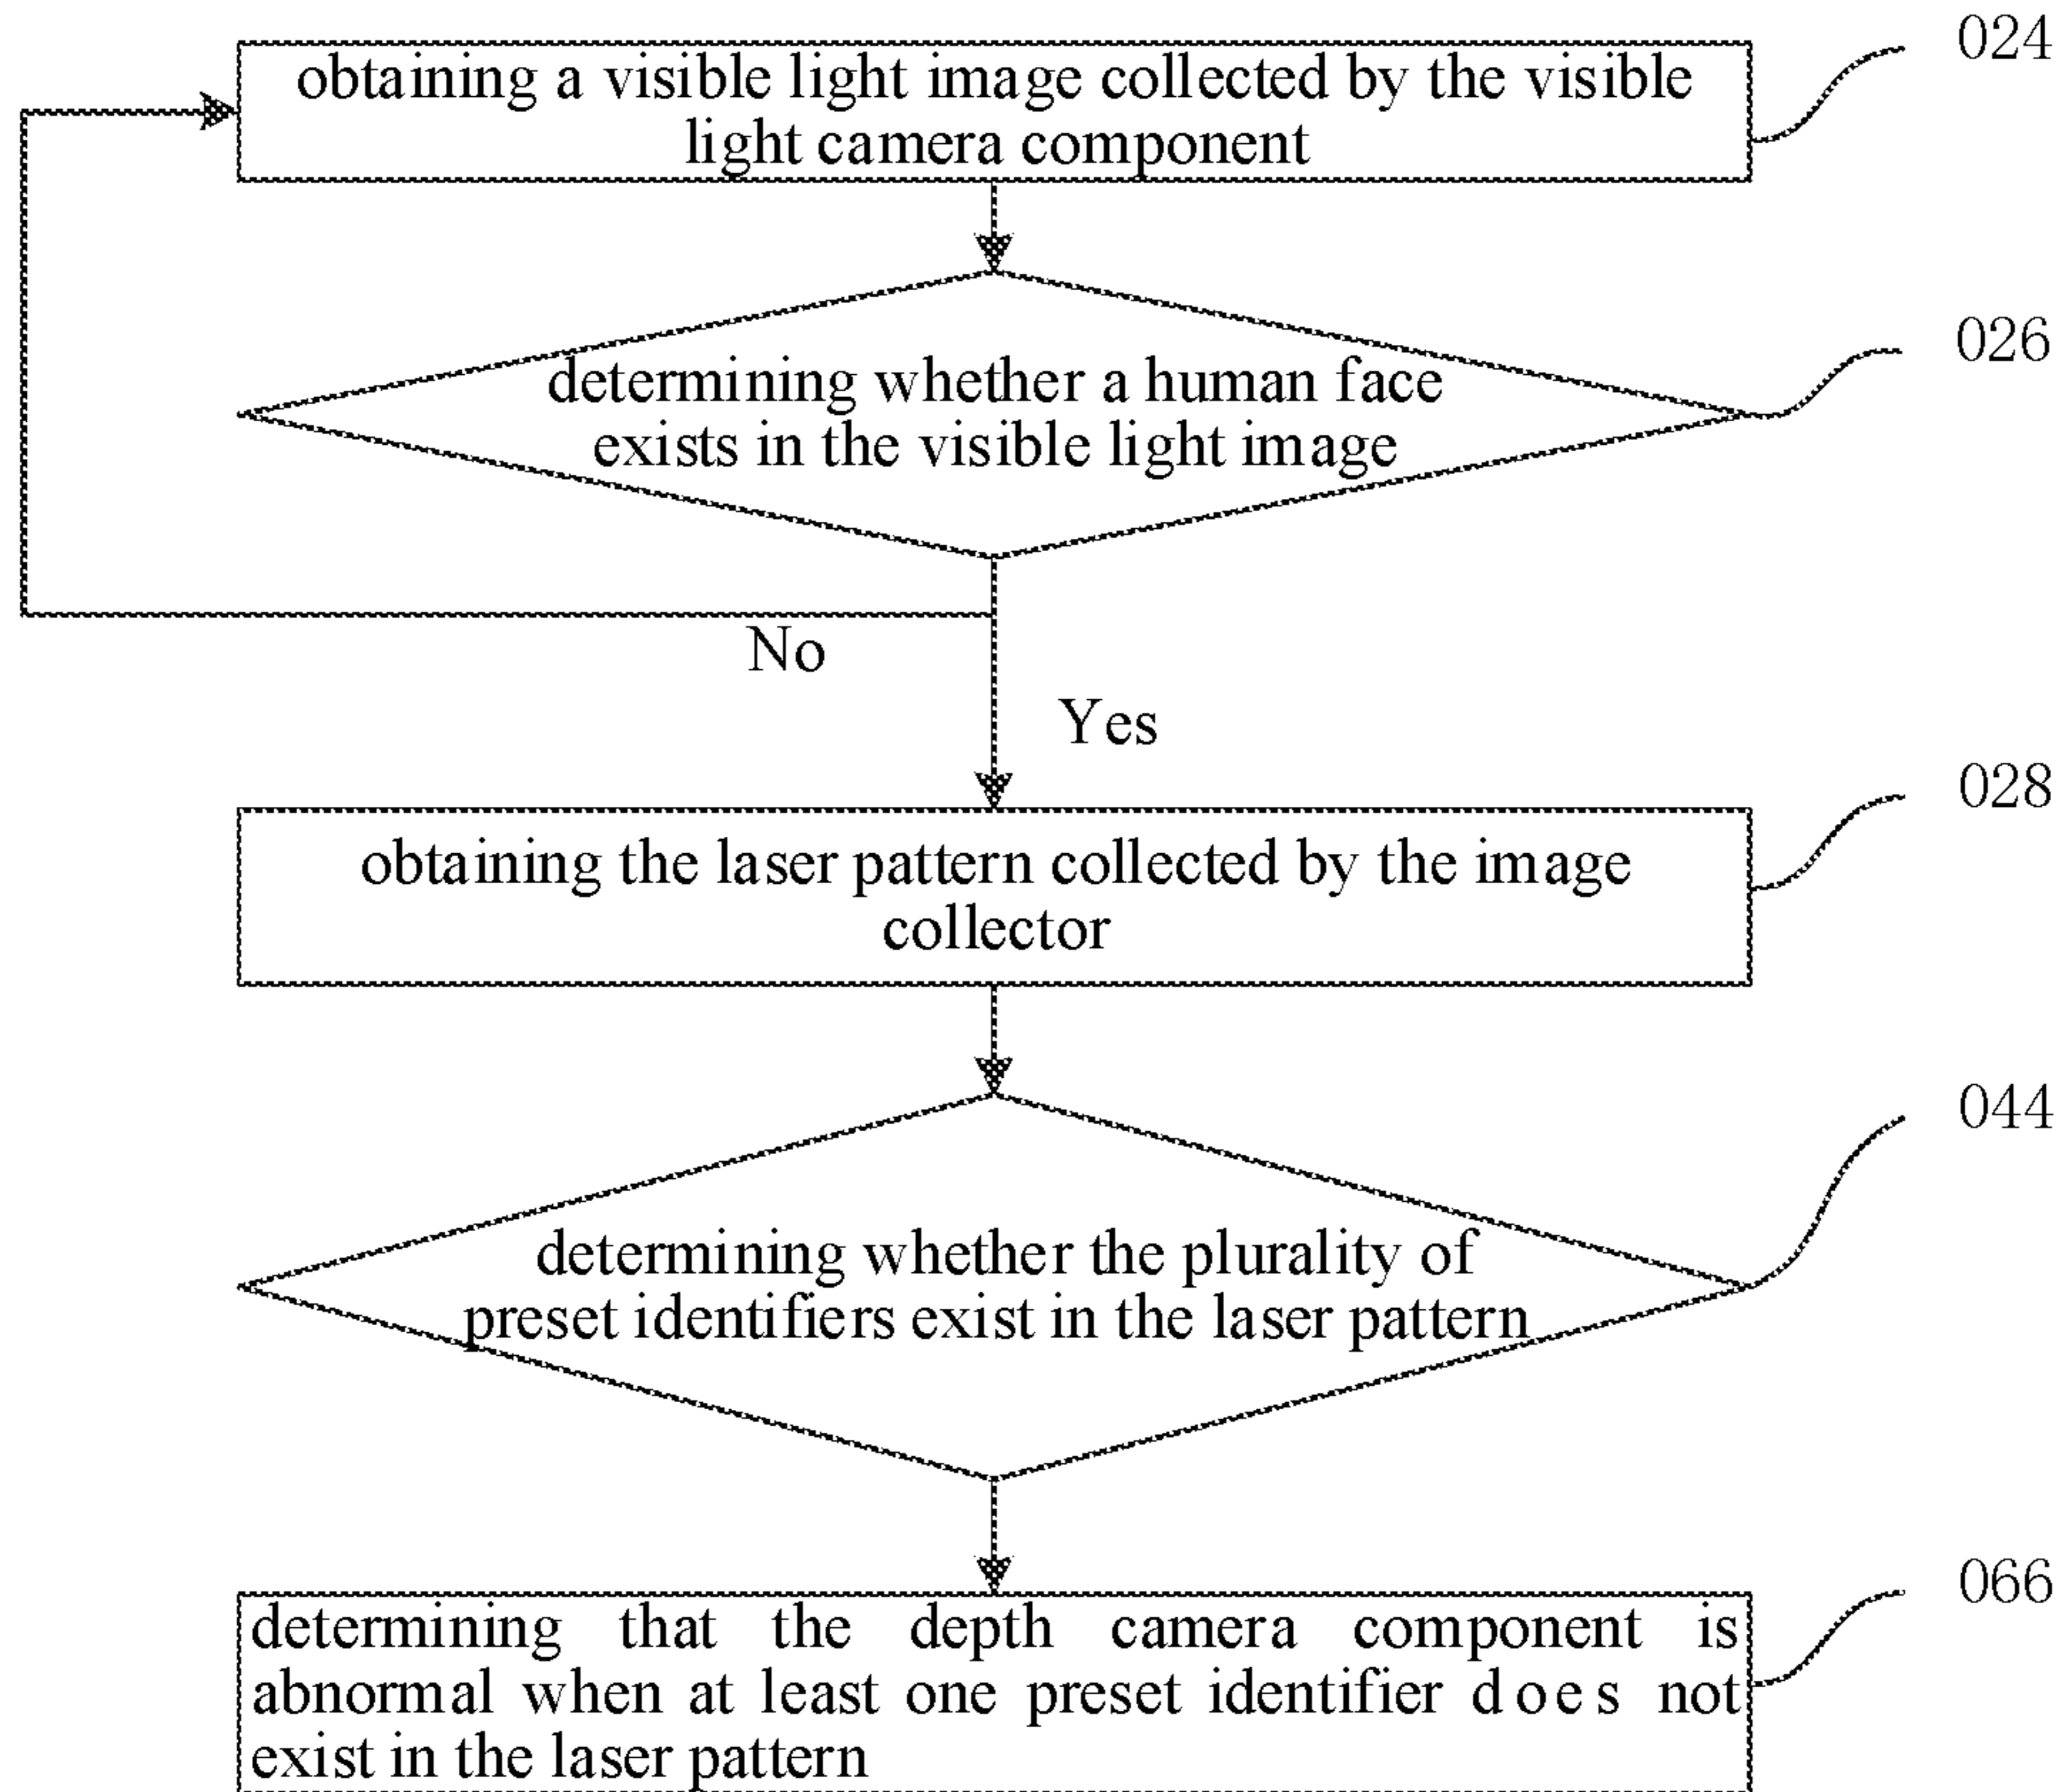 024
obtaining a visible light image collected by the visible
light camera component
026
determining whether a human face
exists in the visible light image
No
Yes
028
obtaining the laser pattern collected by the image
collector
044
determining whether the plurality of
preset identifiers exist in the laser pattern
066
determining that the depth camera component is
abnormal when at least one preset identifier does not
exist in the laser pattern